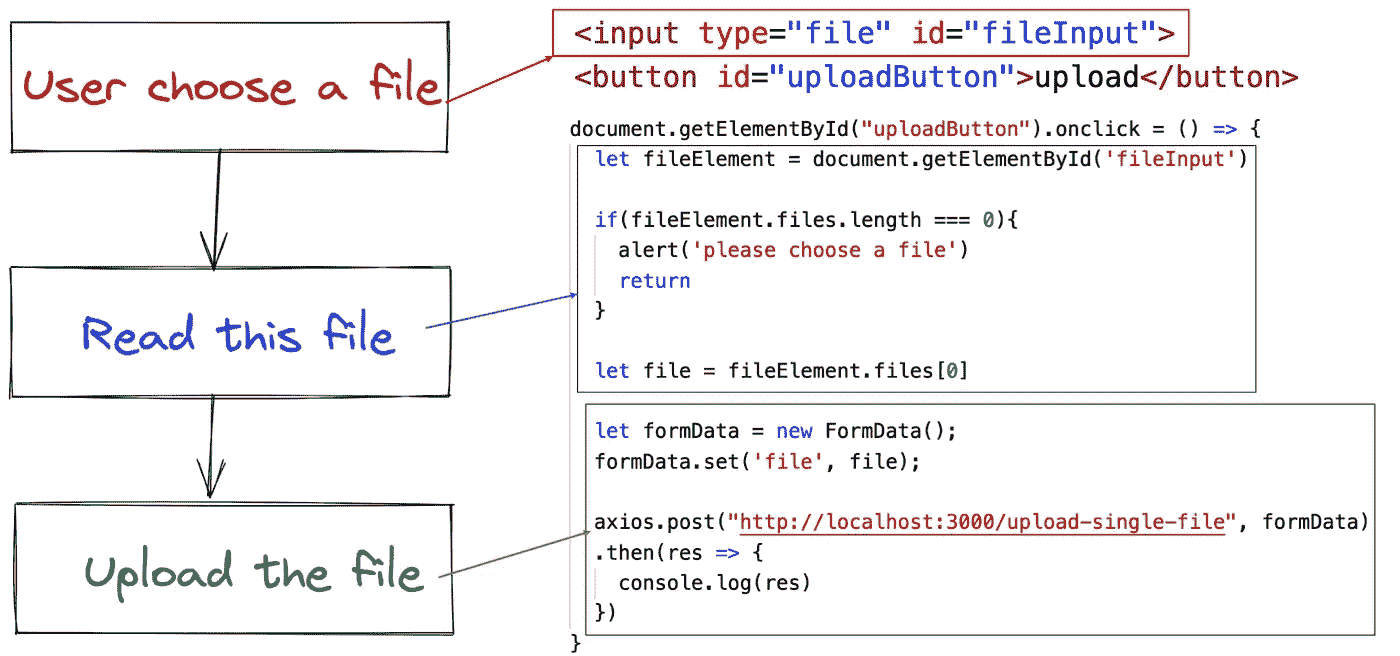 User choose a file
Read this file
Upload the file
<input type="file" id="fileInput">
<button id="uploadButton">upload</button>
document.getElementById("uploadButton").onclick = () => {
let fileElement = document.getElementById('fileInput')
if(fileElement.files.length === 0){
alert('please choose a file')
return
}
let file = fileElement.files[0]
let formData = new FormData();
formData.set('file', file);
axios.post("http://localhost:3000/upload-single-file", formData)
.then(res => {
console.log(res)
})
}